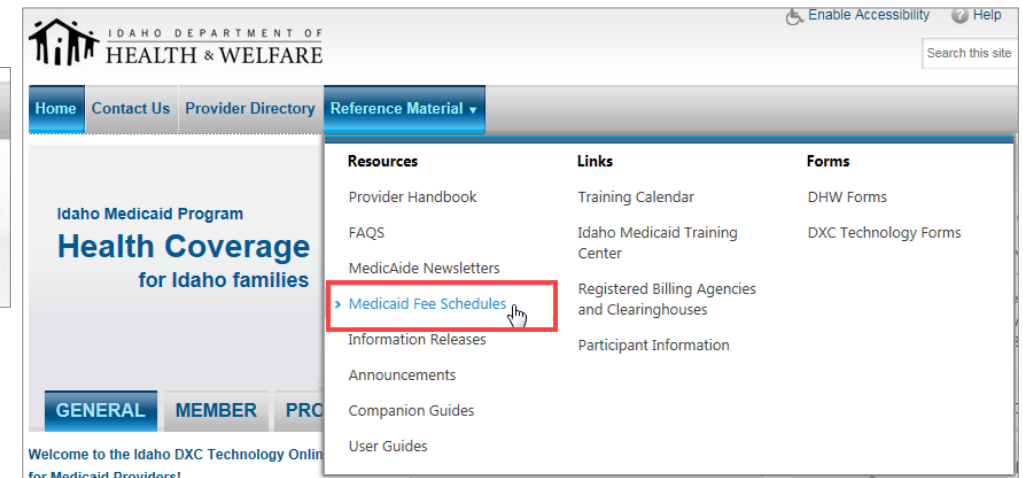 Enable Accessibility Help
IDAHO DEPARTMENT OF
HEALTH & WELFARE
Search this site
Home Contact Us Provider Directory Reference Material
Idaho Medicaid Program
Health Coverage
for Idaho families
Resources
Provider Handbook
FAQS
MedicAide Newsletters
Medicaid Fee Schedules
Information Releases
Announcements
Companion Guides
User Guides
Links
Training Calendar
Idaho Medicaid Training
Center
Registered Billing Agencies
and Clearinghouses
Participant Information
Forms
DHW Forms
DXC Technology Forms
GENERAL MEMBER PRO
Welcome to the Idaho DXC Technology Onlin
for Medicaid Providers!